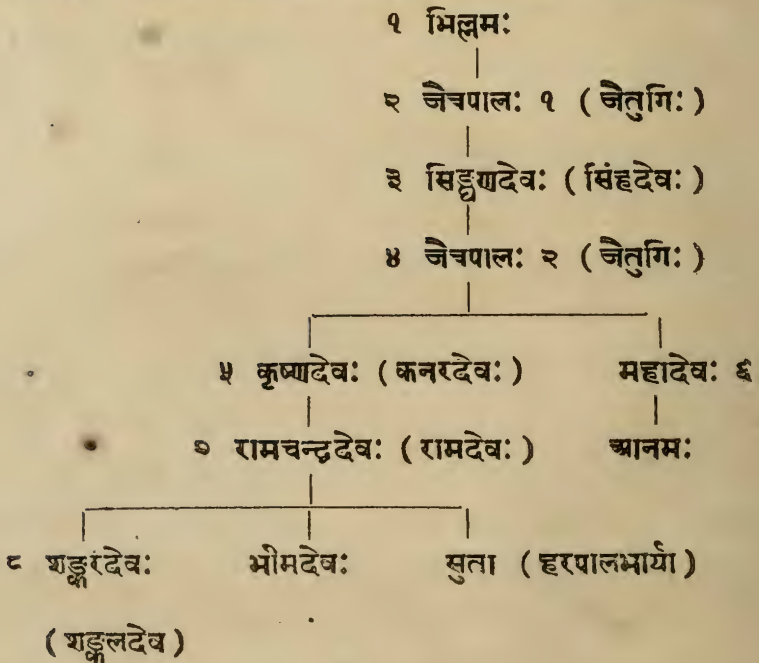 १ भिल्लमः
२ जैत्रपालः १ ( जैतुगिः )
३ सिङ्घणदेवः ( सिंहदेवः )
४ जैत्रपालः २ ( जैतुगिः )
५ कृष्णदेवः ( कनरदेवः ) महादेवः ६
७ रामचन्द्रदेवः ( रामदेवः ) आनमः
८ शङ्करदेवः भीमदेवः सुता ( हरपालभार्या )
( शङ्कलदेव )